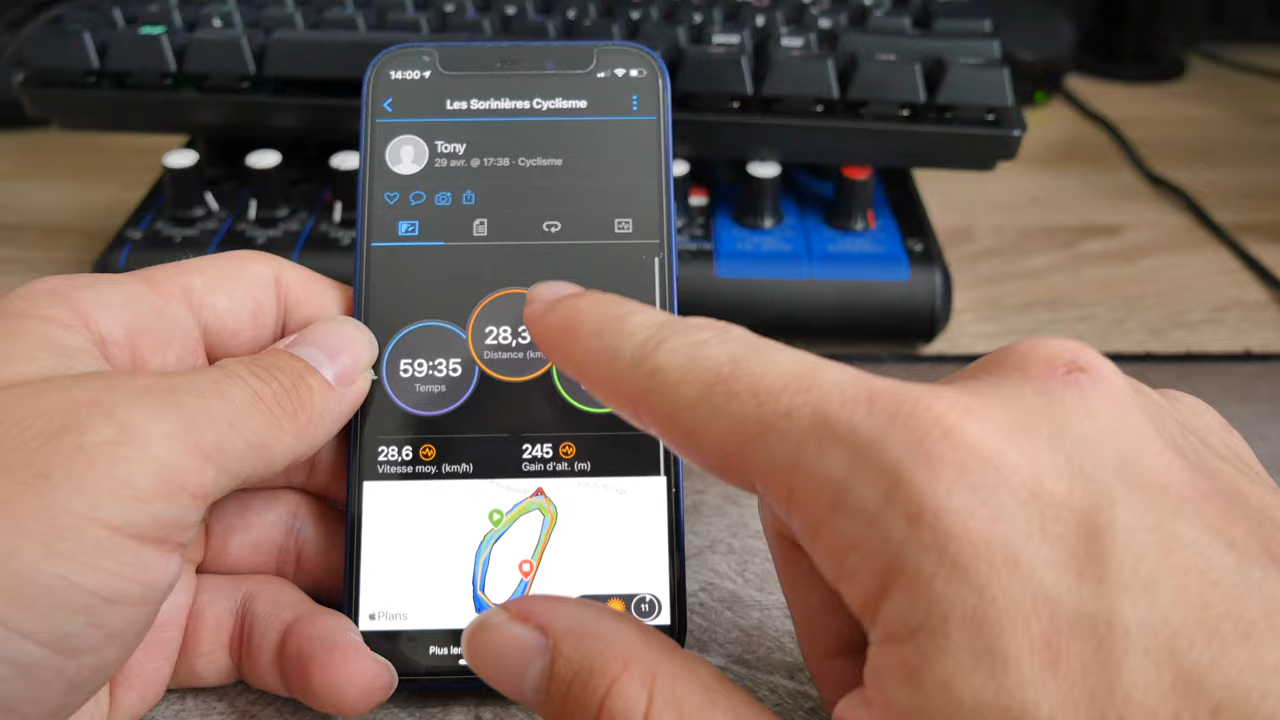 14:00
Les Sorinières Cyclisme
Tony
29 avr. @ 17:38 · Cyclisme
28,3
Distance (km
59:35
Temps
28,6
Vitesse moy. (km/h)
245
Gain d'alt. (m)
Plans
11
Plus